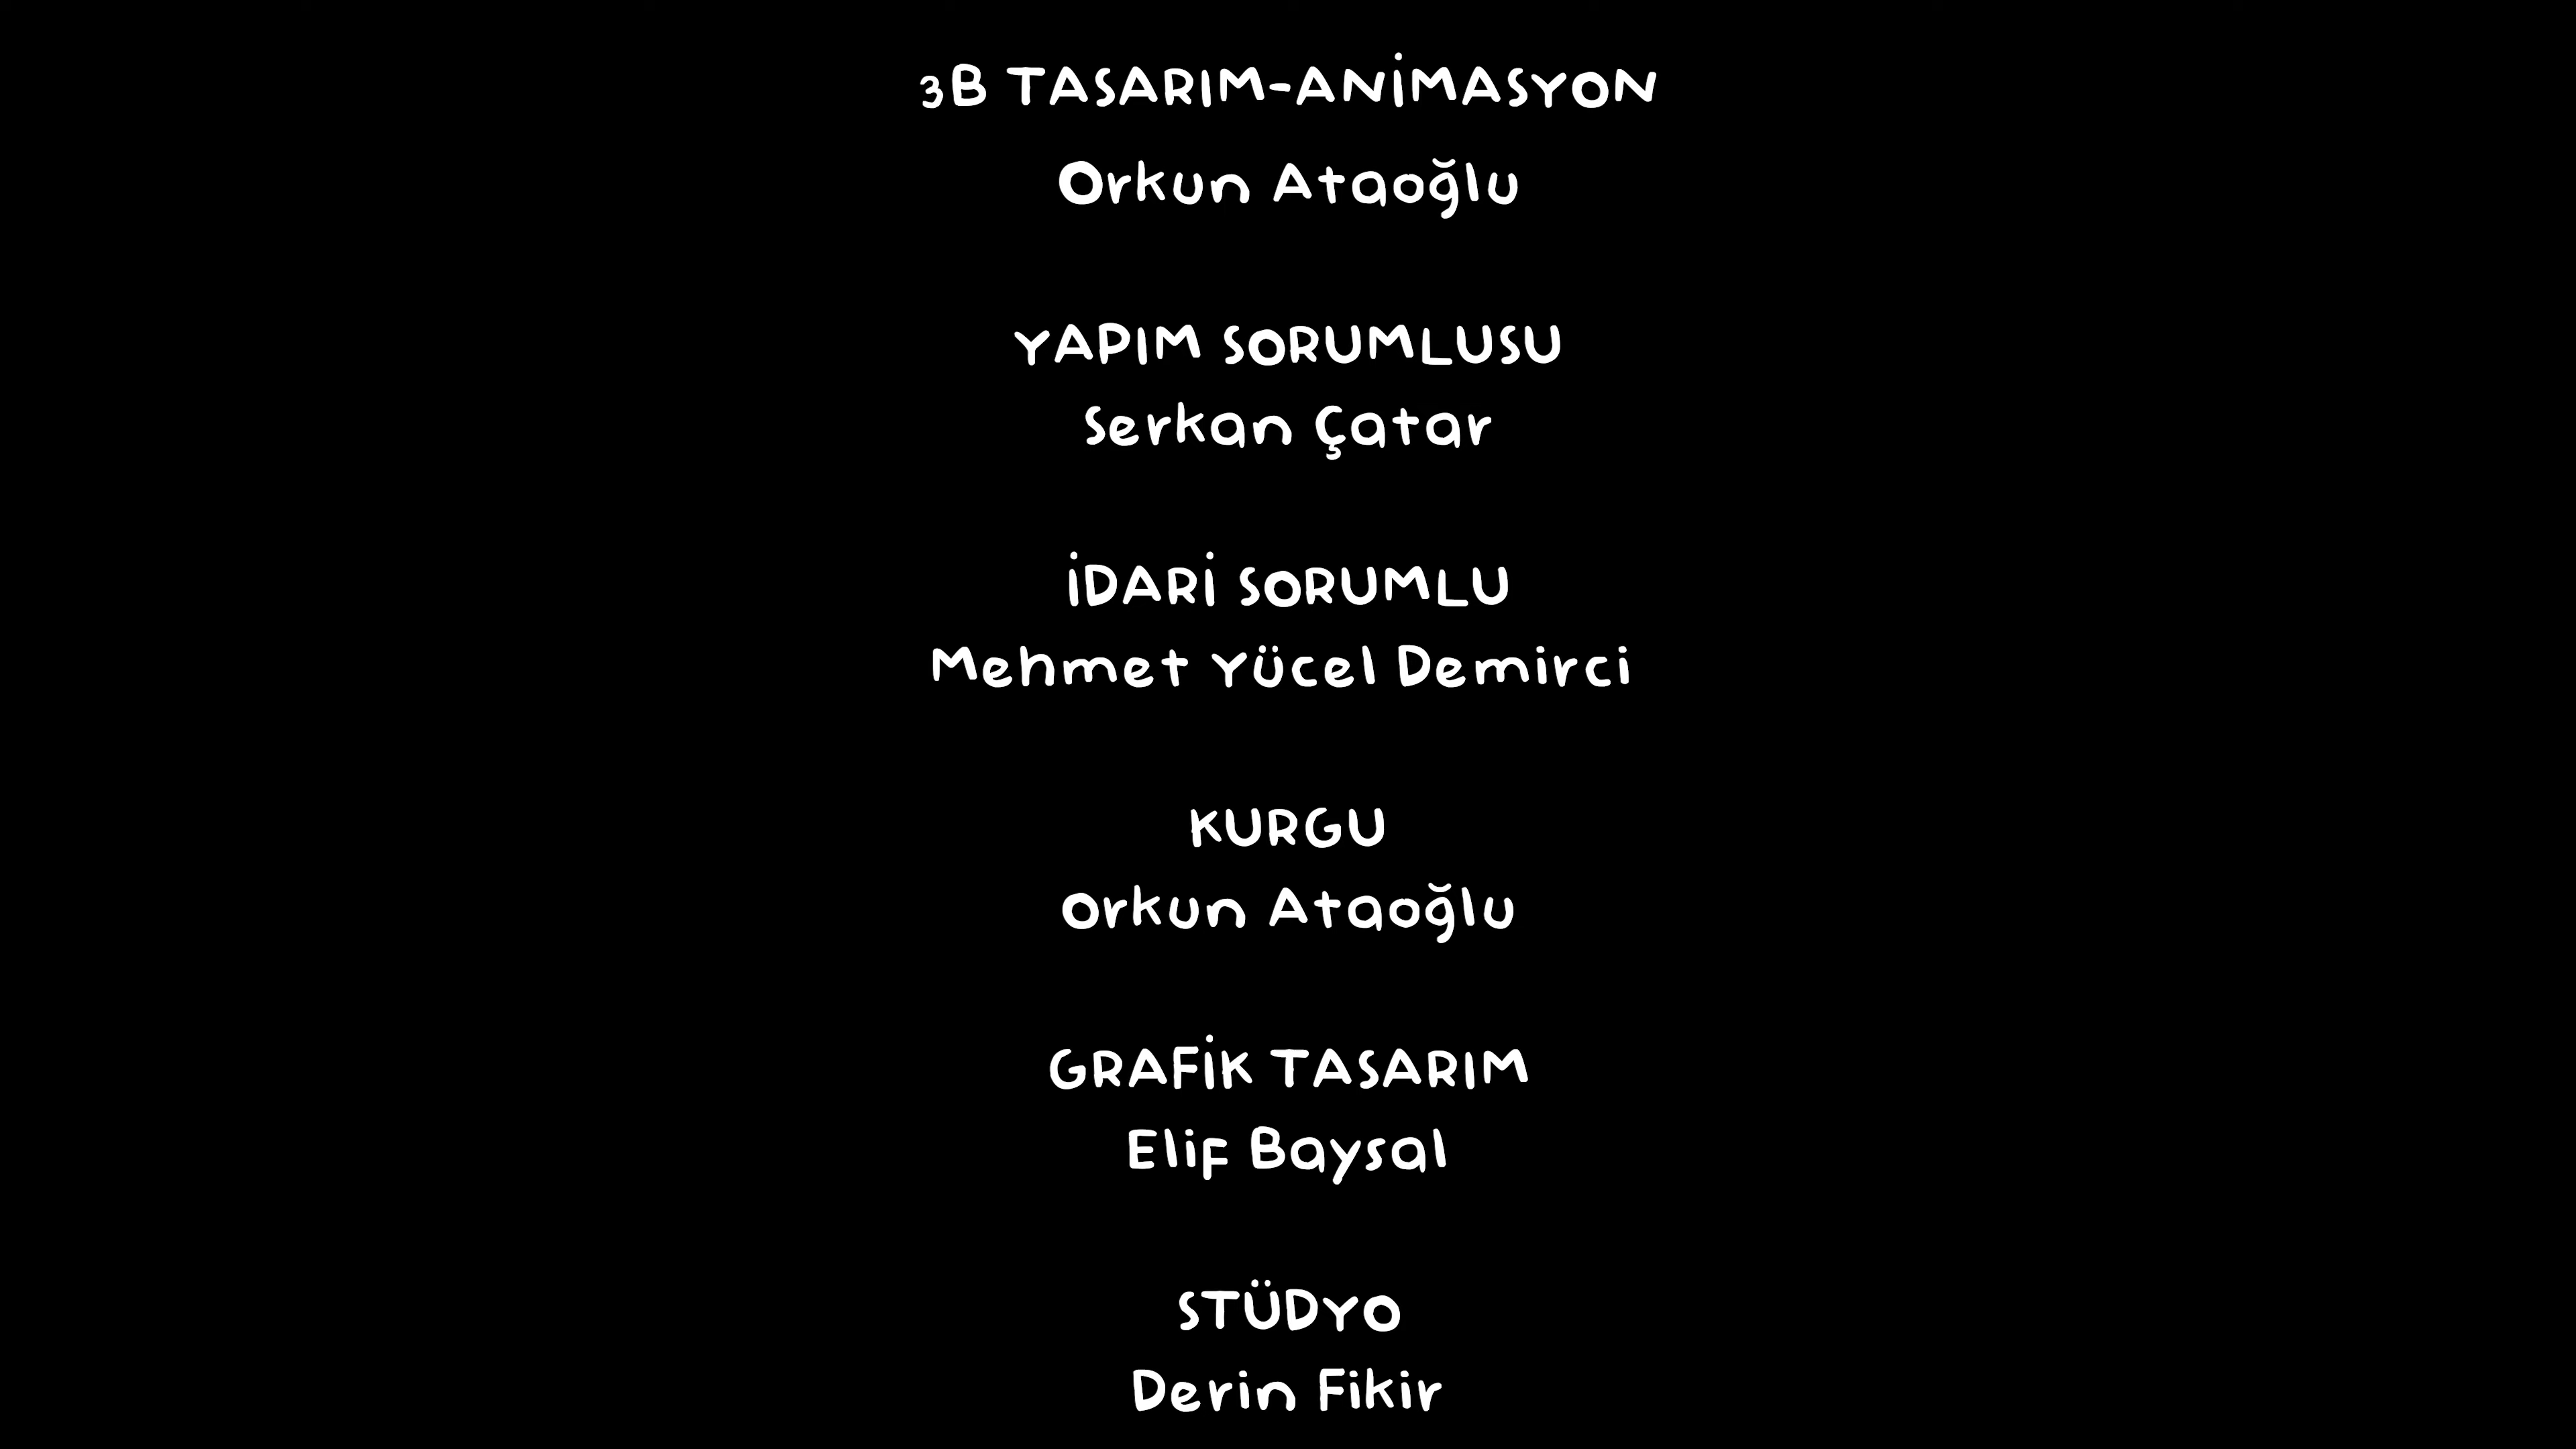 3B TASARIM-ANİMASYON
Orkun Ataoğlu
YAPIM SORUMLUSU
Serkan Çatar
İDARİ SORUMLU
Mehmet Yücel Demirci
KURGU
Orkun Ataoğlu
GRAFİK TASARIM
Elif Baysal
STÜDYO
Derin Fikir